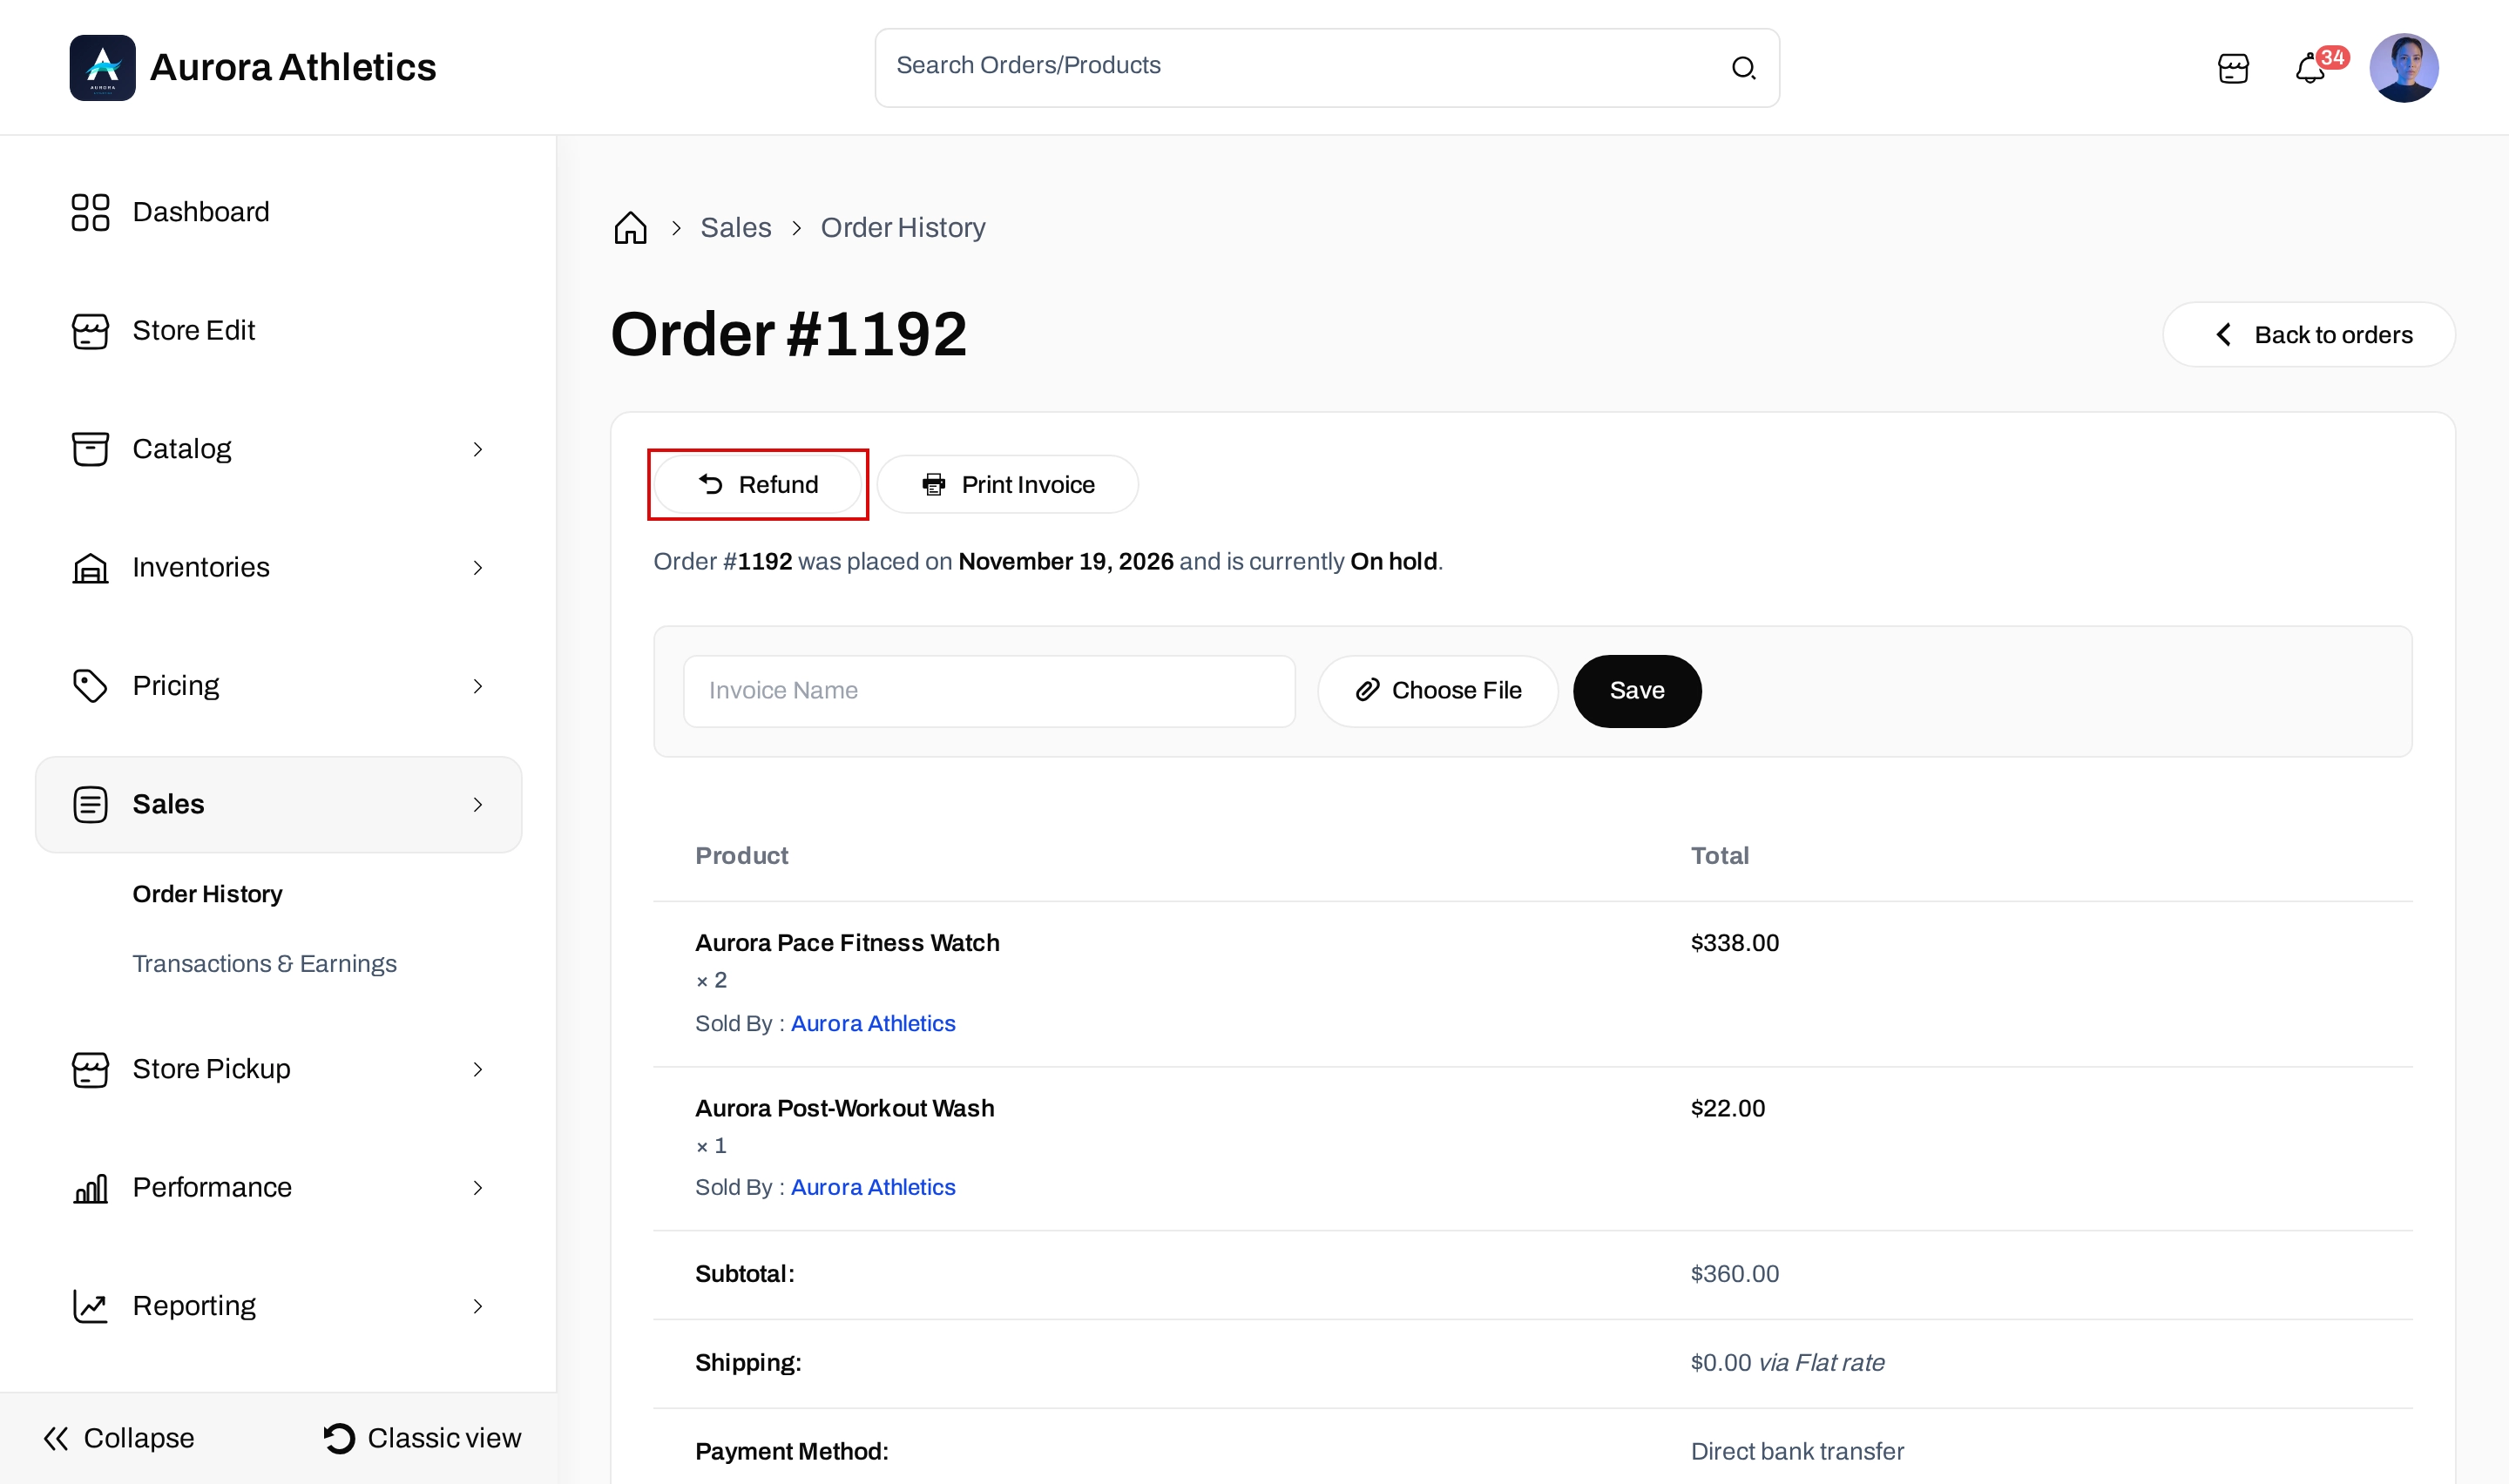 Aurora Athletics
AURORA
Search Orders/Products
34
Dashboard
Store Edit
Catalog
Inventories
Pricing
Sales
Order History
Transactions & Earnings
Store Pickup
Performance
Reporting
Collapse
Classic view
Sales
Order History
Order #1192
Back to orders
Refund
Print Invoice
Order #1192 was placed on November 19, 2026 and is currently On hold.
Invoice Name
Choose File
Save
Product Total
Aurora Pace Fitness Watch $338.00
× 2
Sold By : Aurora Athletics
Aurora Post-Workout Wash $22.00
× 1
Sold By : Aurora Athletics
Subtotal: $360.00
Shipping: $0.00 via Flat rate
Payment Method: Direct bank transfer